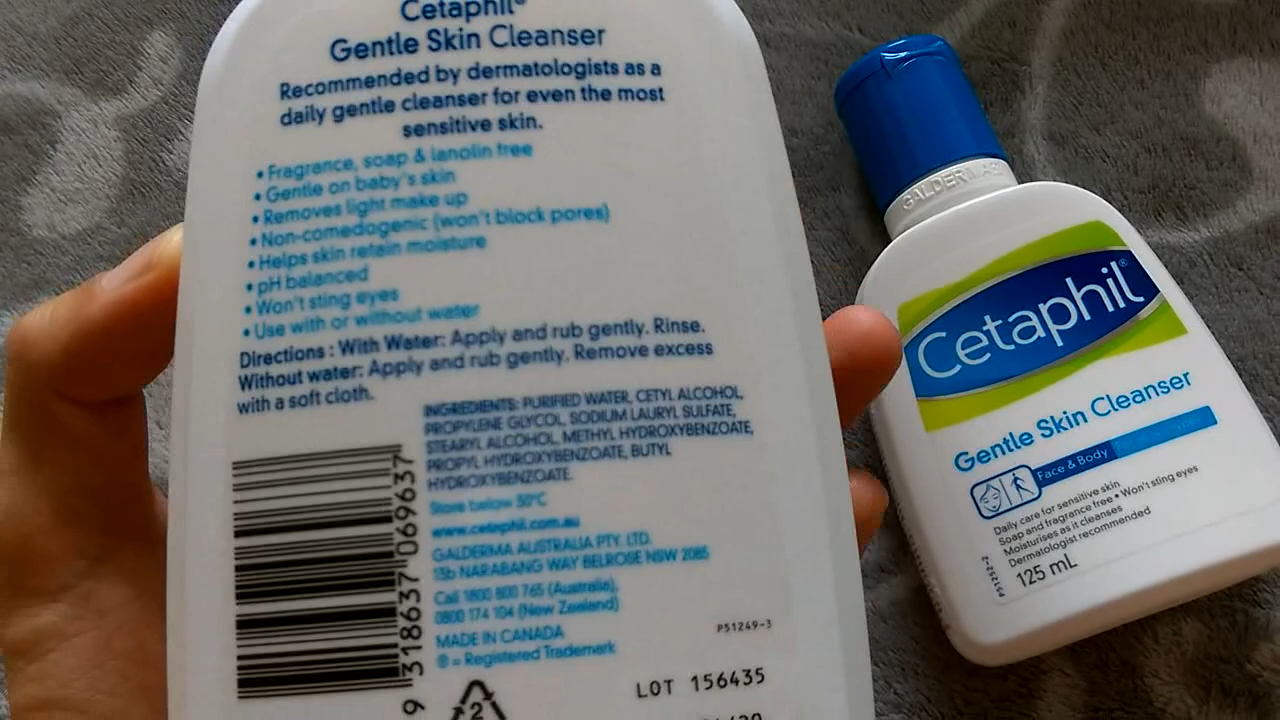 Cetaphil®
Gentle Skin Cleanser
Recommended by dermatologists as a
daily gentle cleanser for even the most
sensitive skin.
• Fragrance, soap & lanolin free
• Gentle on baby's skin
• Removes light make up
• Non-comedogenic (won't block pores)
• Helps skin retain moisture
• pH balanced
• Won't sting eyes
• Use with or without water
Directions : With Water: Apply and rub gently. Rinse.
Without water: Apply and rub gently. Remove excess
with a soft cloth.
INGREDIENTS: PURIFIED WATER, CETYL ALCOHOL,
PROPYLENE GLYCOL, SODIUM LAURYL SULFATE,
STEARYL ALCOHOL, METHYL HYDROXYBENZOATE,
PROPYL HYDROXYBENZOATE, BUTYL
HYDROXYBENZOATE.
Store below 30°C
www.cetaphil.com.au
GALDERMA AUSTRALIA PTY. LTD.
13b NARABANG WAY BELROSE NSW 2085
Call 1800 800 765 (Australia),
0800 174 104 (New Zealand)
MADE IN CANADA
® = Registered Trademark
P51249-3
9 318637 069637
2
LOT 156435
GALDERMA
Cetaphil®
Gentle Skin Cleanser
Face & Body
Daily care for sensitive skin
Soap and fragrance free • Won't sting eyes
Moisturises as it cleanses
Dermatologist recommended
125 mL
P51252-2